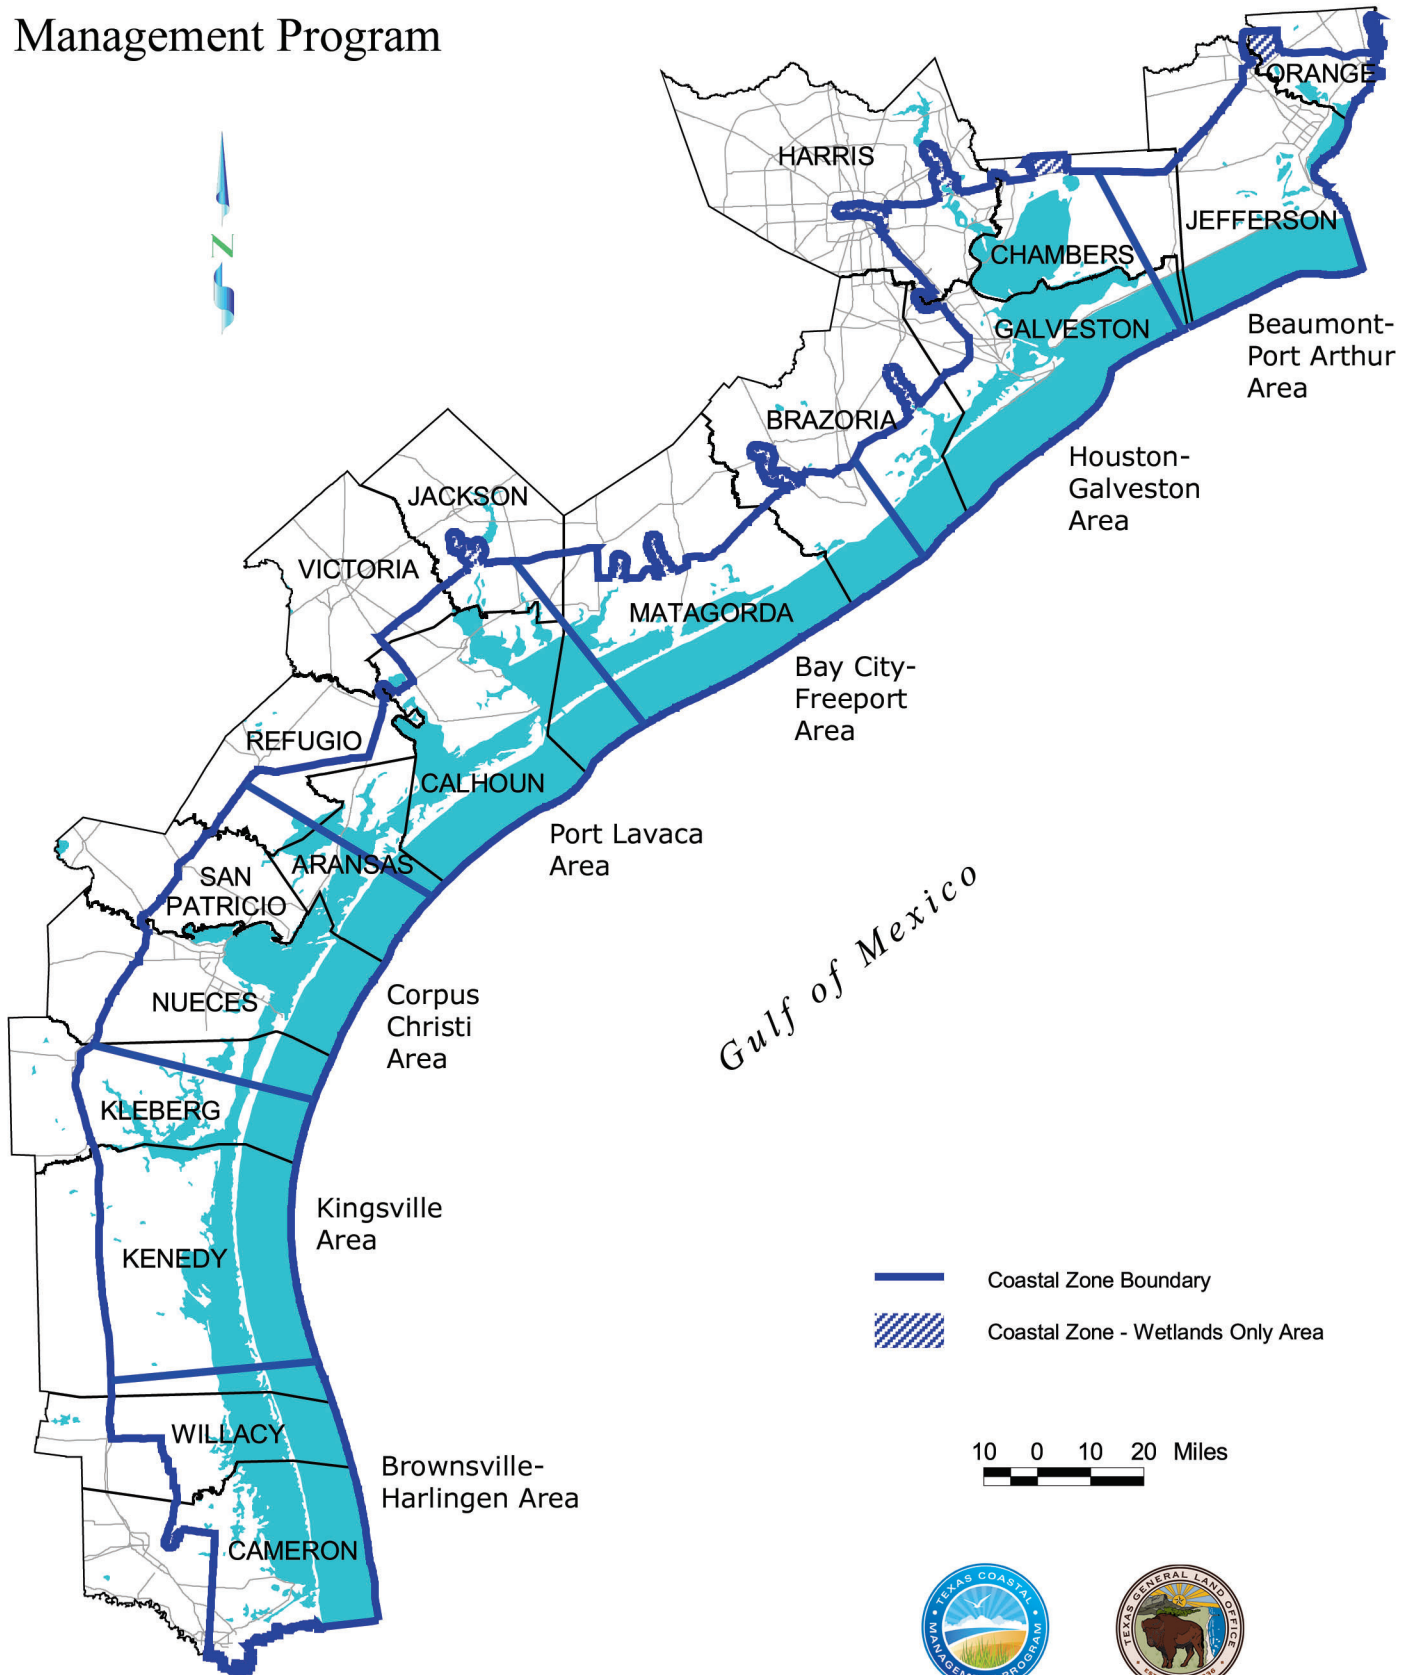 Management Program
N
ORANGE
HARRIS
JEFFERSON
CHAMBERS
GALVESTON
Beaumont-
Port Arthur
Area
BRAZORIA
Houston-
Galveston
Area
JACKSON
VICTORIA
MATAGORDA
Bay City-
Freeport
Area
REFUGIO
CALHOUN
Port Lavaca
Area
ARANSAS
SAN
PATRICIO
Gulf of Mexico
NUECES
Corpus
Christi
Area
KLEBERG
Kingsville
Area
KENEDY
Coastal Zone Boundary
Coastal Zone - Wetlands Only Area
WILLACY
10 0 10 20 Miles
Brownsville-
Harlingen Area
CAMERON
TEXAS COASTAL
MANAGEMENT PROGRAM
TEXAS GENERAL LAND OFFICE